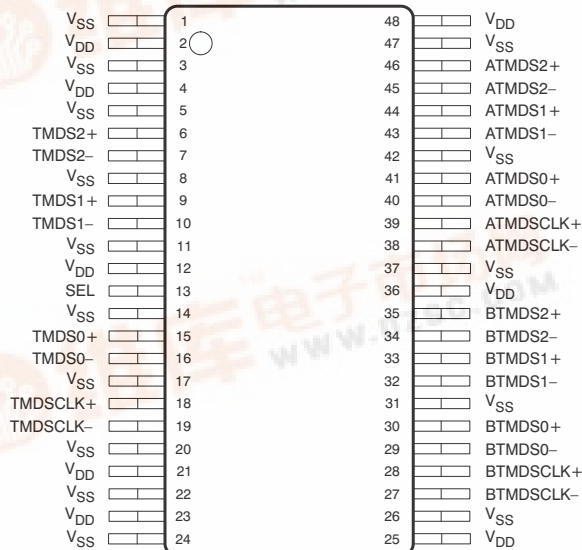 VSS 1 48 VDD
VDD 2 47 VSS
VSS 3 46 ATMDS2+
VDD 4 45 ATMDS2−
VSS 5 44 ATMDS1+
TMDS2+ 6 43 ATMDS1−
TMDS2− 7 42 VSS
VSS 8 41 ATMDS0+
TMDS1+ 9 40 ATMDS0−
TMDS1− 10 39 ATMDSCLK+
VSS 11 38 ATMDSCLK−
VDD 12 37 VSS
SEL 13 36 VDD
VSS 14 35 BTMDS2+
TMDS0+ 15 34 BTMDS2−
TMDS0− 16 33 BTMDS1+
VSS 17 32 BTMDS1−
TMDSCLK+ 18 31 VSS
TMDSCLK− 19 30 BTMDS0+
VSS 20 29 BTMDS0−
VDD 21 28 BTMDSCLK+
VSS 22 27 BTMDSCLK−
VDD 23 26 VSS
VSS 24 25 VDD